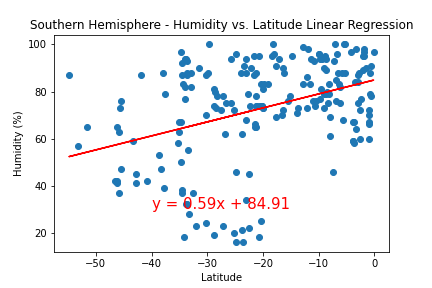 Southern Hemisphere - Humidity vs. Latitude Linear Regression
100
80
60
40
20
Humidity (%)
y = 0.59x + 84.91
−50
−40
−30
−20
−10
0
Latitude